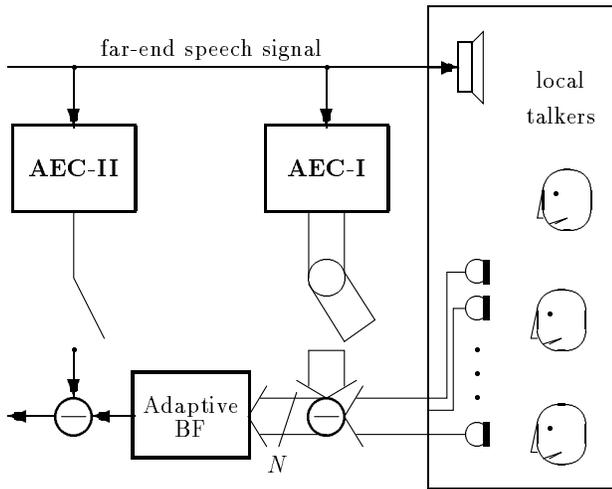 far-end speech signal
local
talkers
AEC-II
AEC-I
Adaptive
BF
N